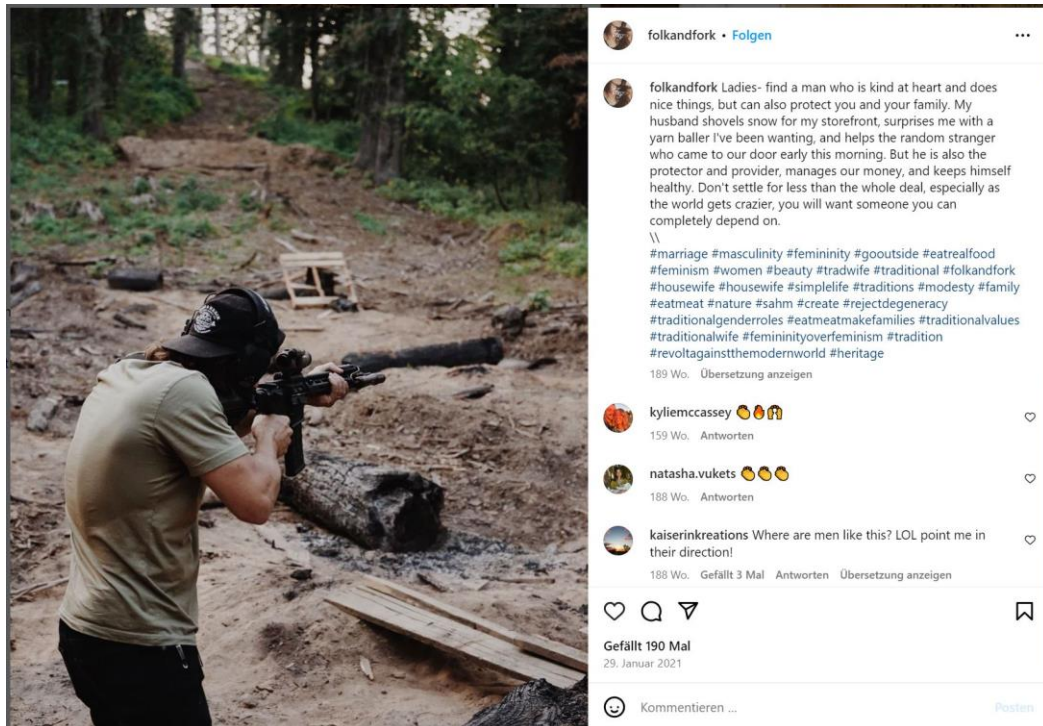 folkandfork • Folgen
folkandfork Ladies- find a man who is kind at heart and does
nice things, but can also protect you and your family. My
husband shovels snow for my storefront, surprises me with a
yarn baller I've been wanting, and helps the random stranger
who came to our door early this morning. But he is also the
protector and provider, manages our money, and keeps himself
healthy. Don't settle for less than the whole deal, especially as
the world gets crazier, you will want someone you can
completely depend on.
\\
#marriage #masculinity #femininity #gooutside #eatrealfood
#feminism #women #beauty #tradwife #traditional #folkandfork
#housewife #housewife #simplelife #traditions #modesty #family
#eatmeat #nature #sahm #create #rejectdegeneracy
#traditionalgenderroles #eatmeatmakefamilies #traditionalvalues
#traditionalwife #femininityoverfeminism #tradition
#revoltagainstthemodernworld #heritage
189 Wo. Übersetzung anzeigen
kyliemccassey 👏🔥🙌
159 Wo. Antworten
natasha.vukets 👏👏👏
188 Wo. Antworten
kaiserinkreations Where are men like this? LOL point me in
their direction!
188 Wo. Gefällt 3 Mal Antworten Übersetzung anzeigen
Gefällt 190 Mal
29. Januar 2021
Kommentieren ...
Posten